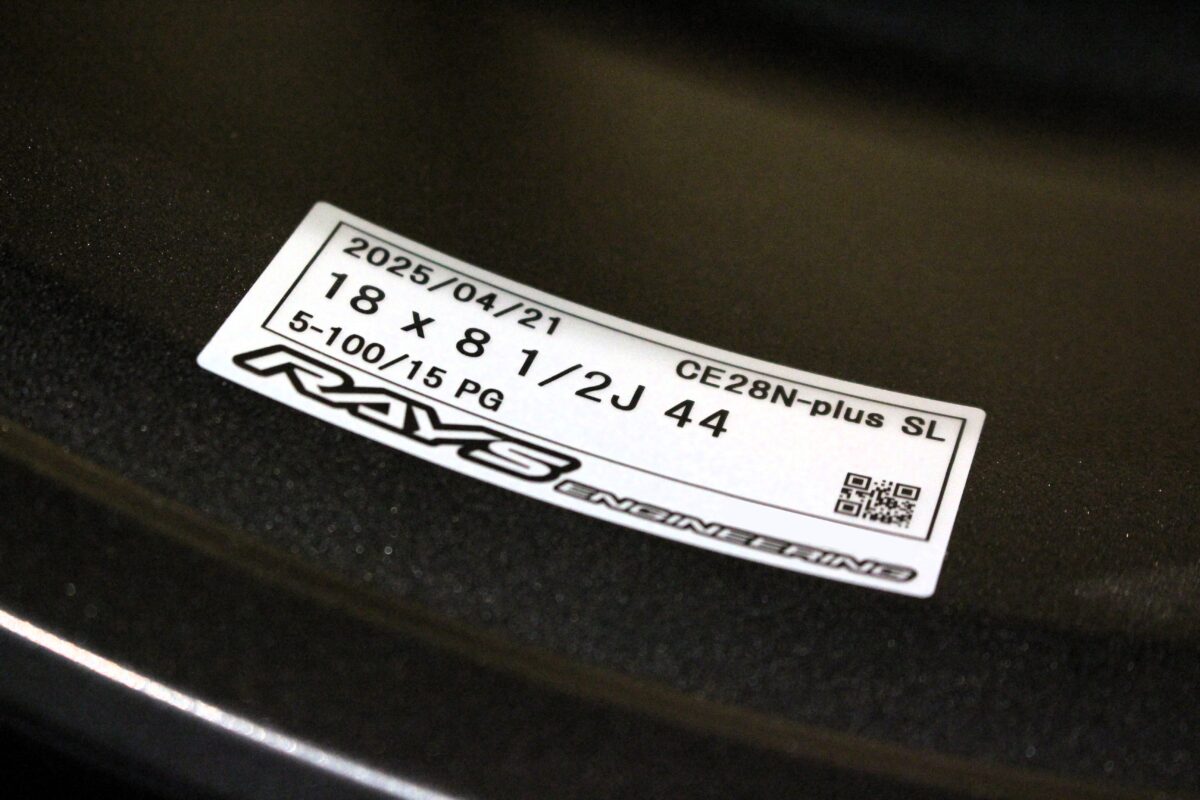 2025/04/21
CE28N-plus SL
18 x 8 1/2J 44
5-100/15 PG
RAYS ENGINEERING